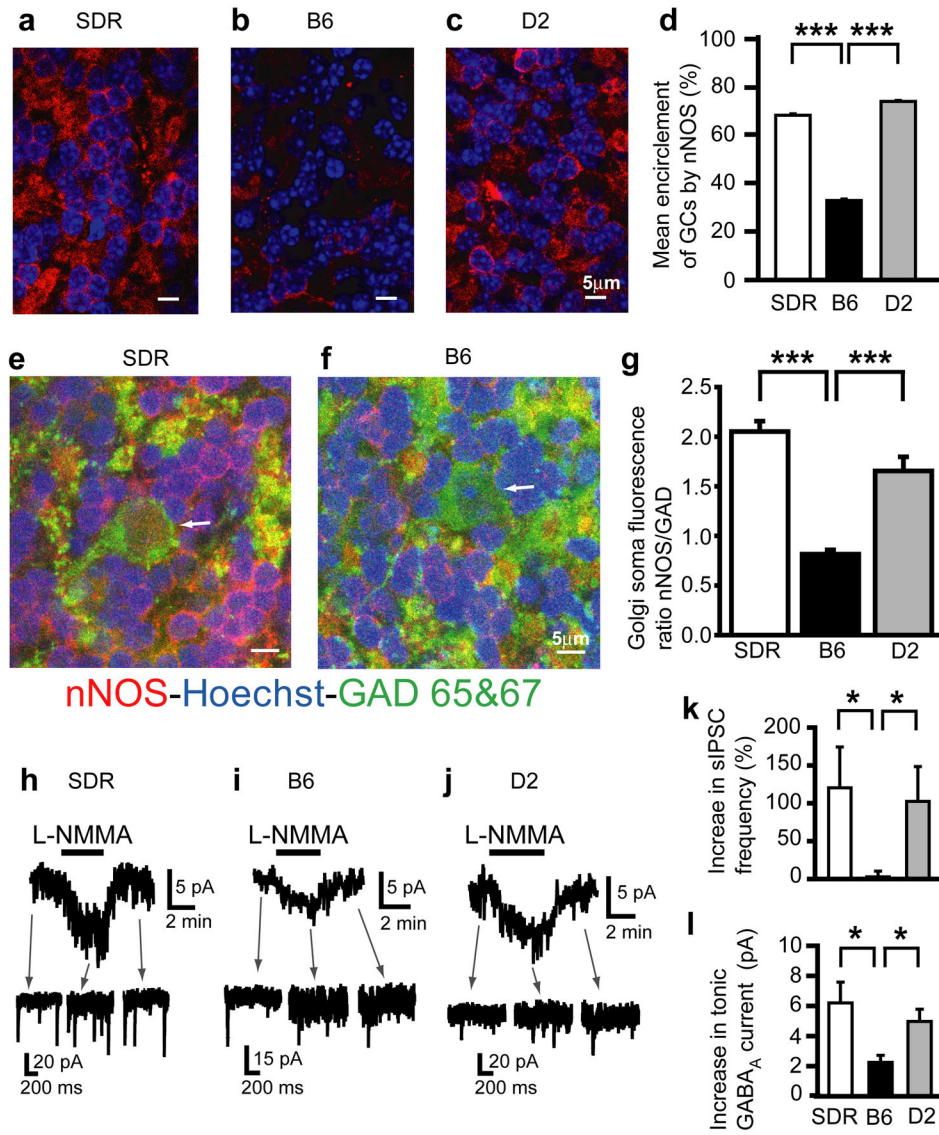 a SDR
b B6
c D2
5μm
d
***
***
Mean encirclement
of GCs by nNOS (%)
100
80
60
40
20
0
SDR B6 D2
e SDR
f B6
5μm
nNOS-Hoechst-GAD 65&67
g
***
***
Golgi soma fluorescence
ratio nNOS/GAD
2.5
2.0
1.5
1.0
0.5
0.0
SDR B6 D2
h SDR
L-NMMA
5 pA
2 min
20 pA
200 ms
i B6
L-NMMA
5 pA
2 min
15 pA
200 ms
j D2
L-NMMA
5 pA
2 min
20 pA
200 ms
k
*
*
Increae in sIPSC
frequency (%)
150
100
50
0
l
*
*
Increase in tonic
GABAA current (pA)
10
8
6
4
2
0
SDR B6 D2